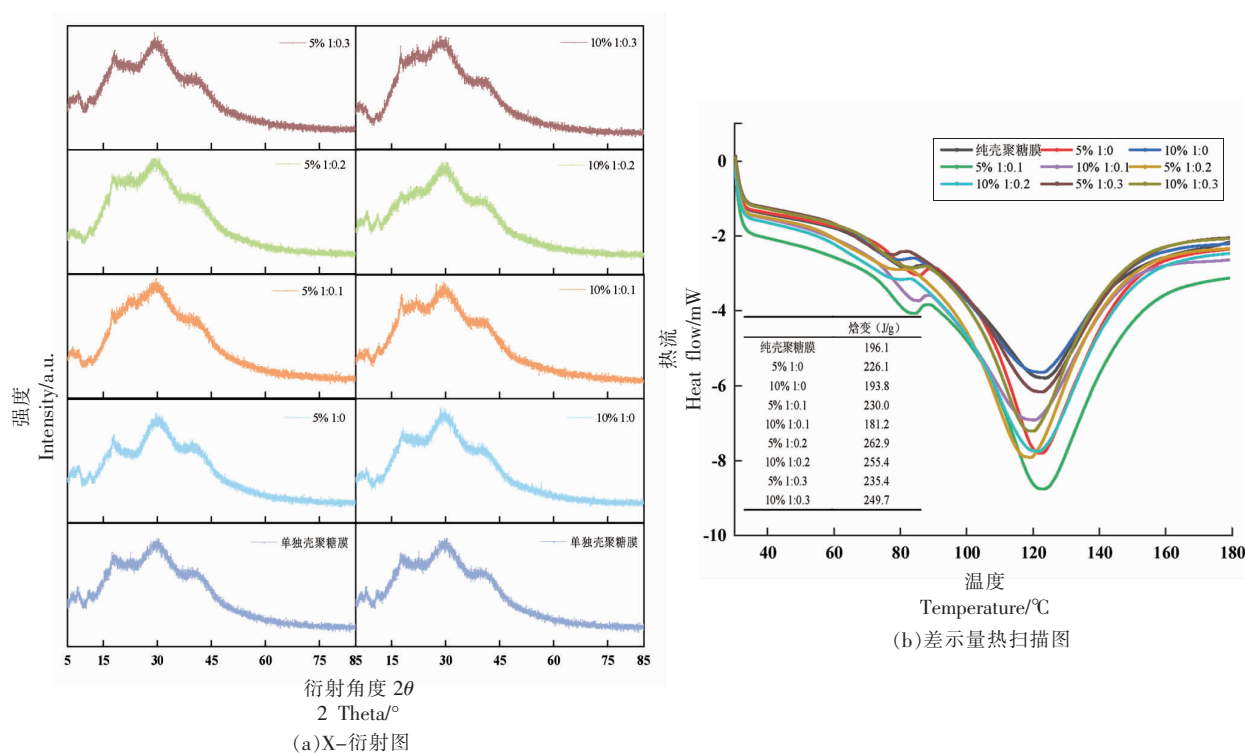 5% 1:0.3
10% 1:0.3
5% 1:0.2
10% 1:0.2
5% 1:0.1
10% 1:0.1
5% 1:0
10% 1:0
单独壳聚糖膜
单独壳聚糖膜
强度
Intensity/a.u.
5 15 30 45 60 75 85 15 30 45 60 75 85
衍射角度 2θ
2 Theta/°
(a)X-衍射图
纯壳聚糖膜 5% 1:0 10% 1:0
5% 1:0.1 10% 1:0.1 5% 1:0.2
10% 1:0.2 5% 1:0.3 10% 1:0.3
0
-2
-4
-6
-8
-10
热流
Heat flow/mW
焓变（J/g）
纯壳聚糖膜 196.1
5% 1:0 226.1
10% 1:0 193.8
5% 1:0.1 230.0
10% 1:0.1 181.2
5% 1:0.2 262.9
10% 1:0.2 255.4
5% 1:0.3 235.4
10% 1:0.3 249.7
40 60 80 100 120 140 160 180
温度
Temperature/℃
(b)差示量热扫描图